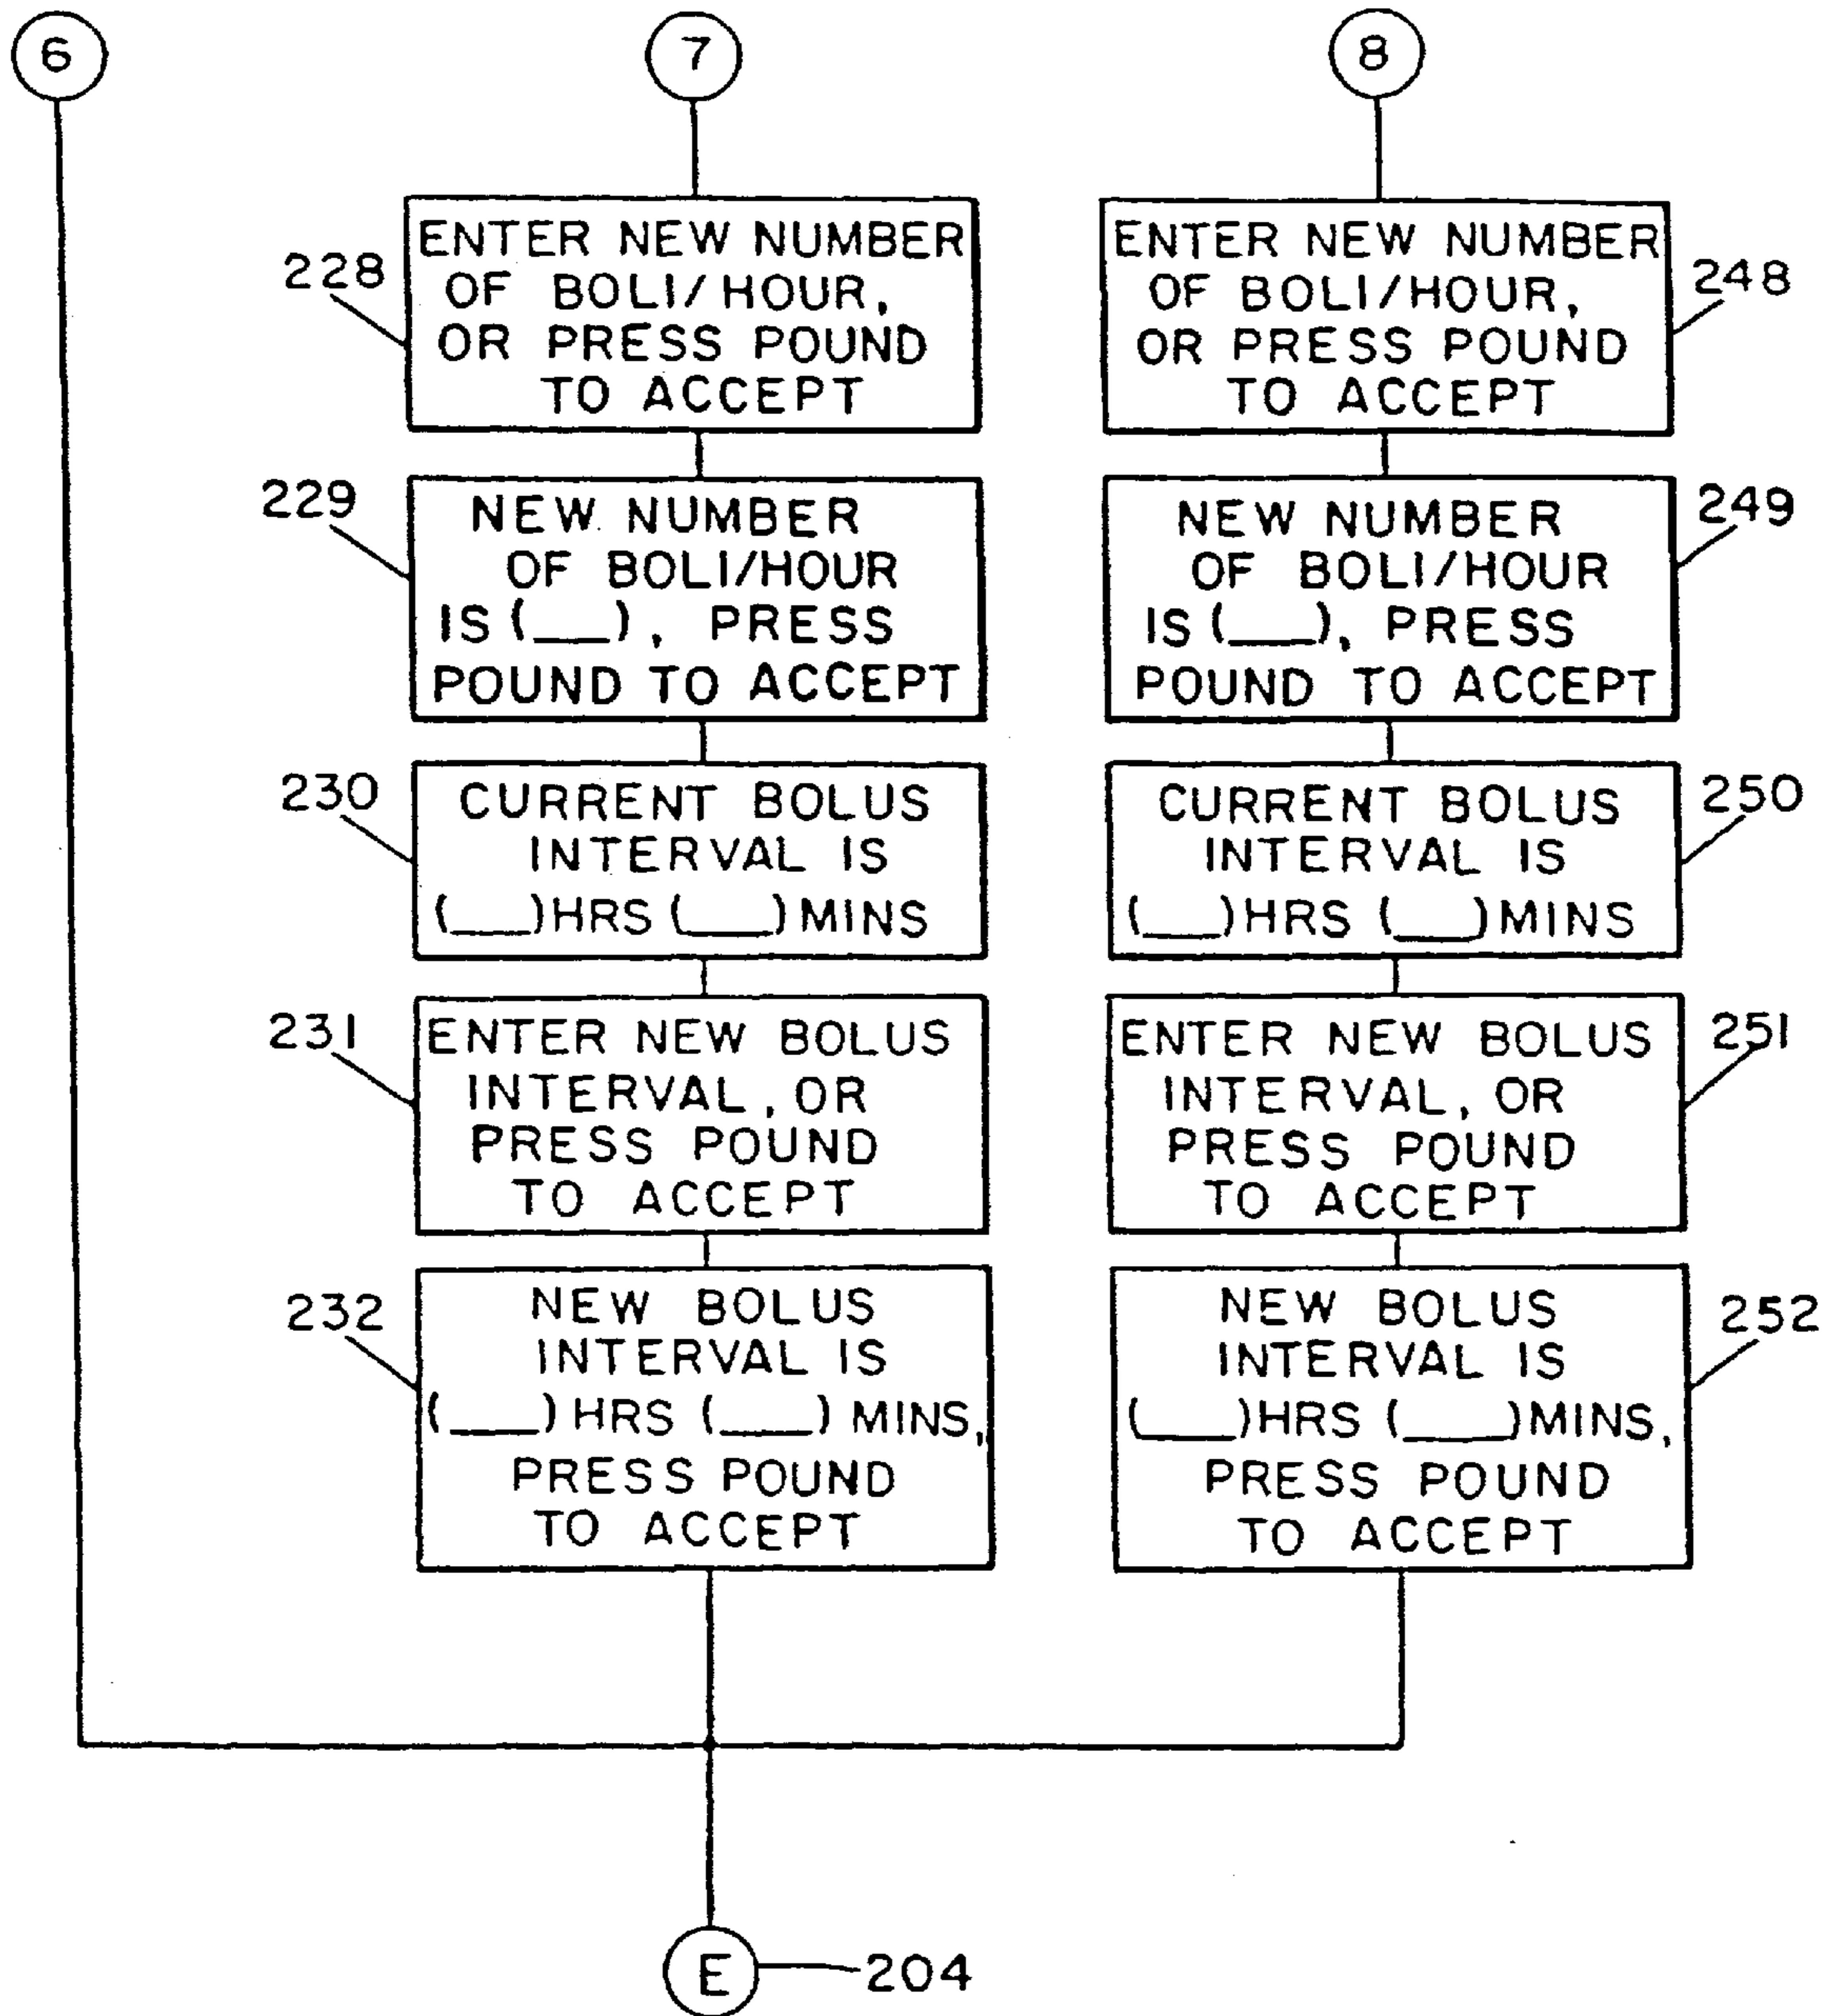 6
7
8
228
ENTER NEW NUMBER
OF BOLI/HOUR,
OR PRESS POUND
TO ACCEPT
229
NEW NUMBER
OF BOLI/HOUR
IS (___), PRESS
POUND TO ACCEPT
230
CURRENT BOLUS
INTERVAL IS
(___)HRS (___)MINS
231
ENTER NEW BOLUS
INTERVAL, OR
PRESS POUND
TO ACCEPT
232
NEW BOLUS
INTERVAL IS
(___) HRS (___) MINS,
PRESS POUND
TO ACCEPT
ENTER NEW NUMBER
OF BOLI/HOUR,
OR PRESS POUND
TO ACCEPT
248
NEW NUMBER
OF BOLI/HOUR
IS (___), PRESS
POUND TO ACCEPT
249
CURRENT BOLUS
INTERVAL IS
(___)HRS (___)MINS
250
ENTER NEW BOLUS
INTERVAL, OR
PRESS POUND
TO ACCEPT
251
NEW BOLUS
INTERVAL IS
(___)HRS (___)MINS,
PRESS POUND
TO ACCEPT
252
E
204